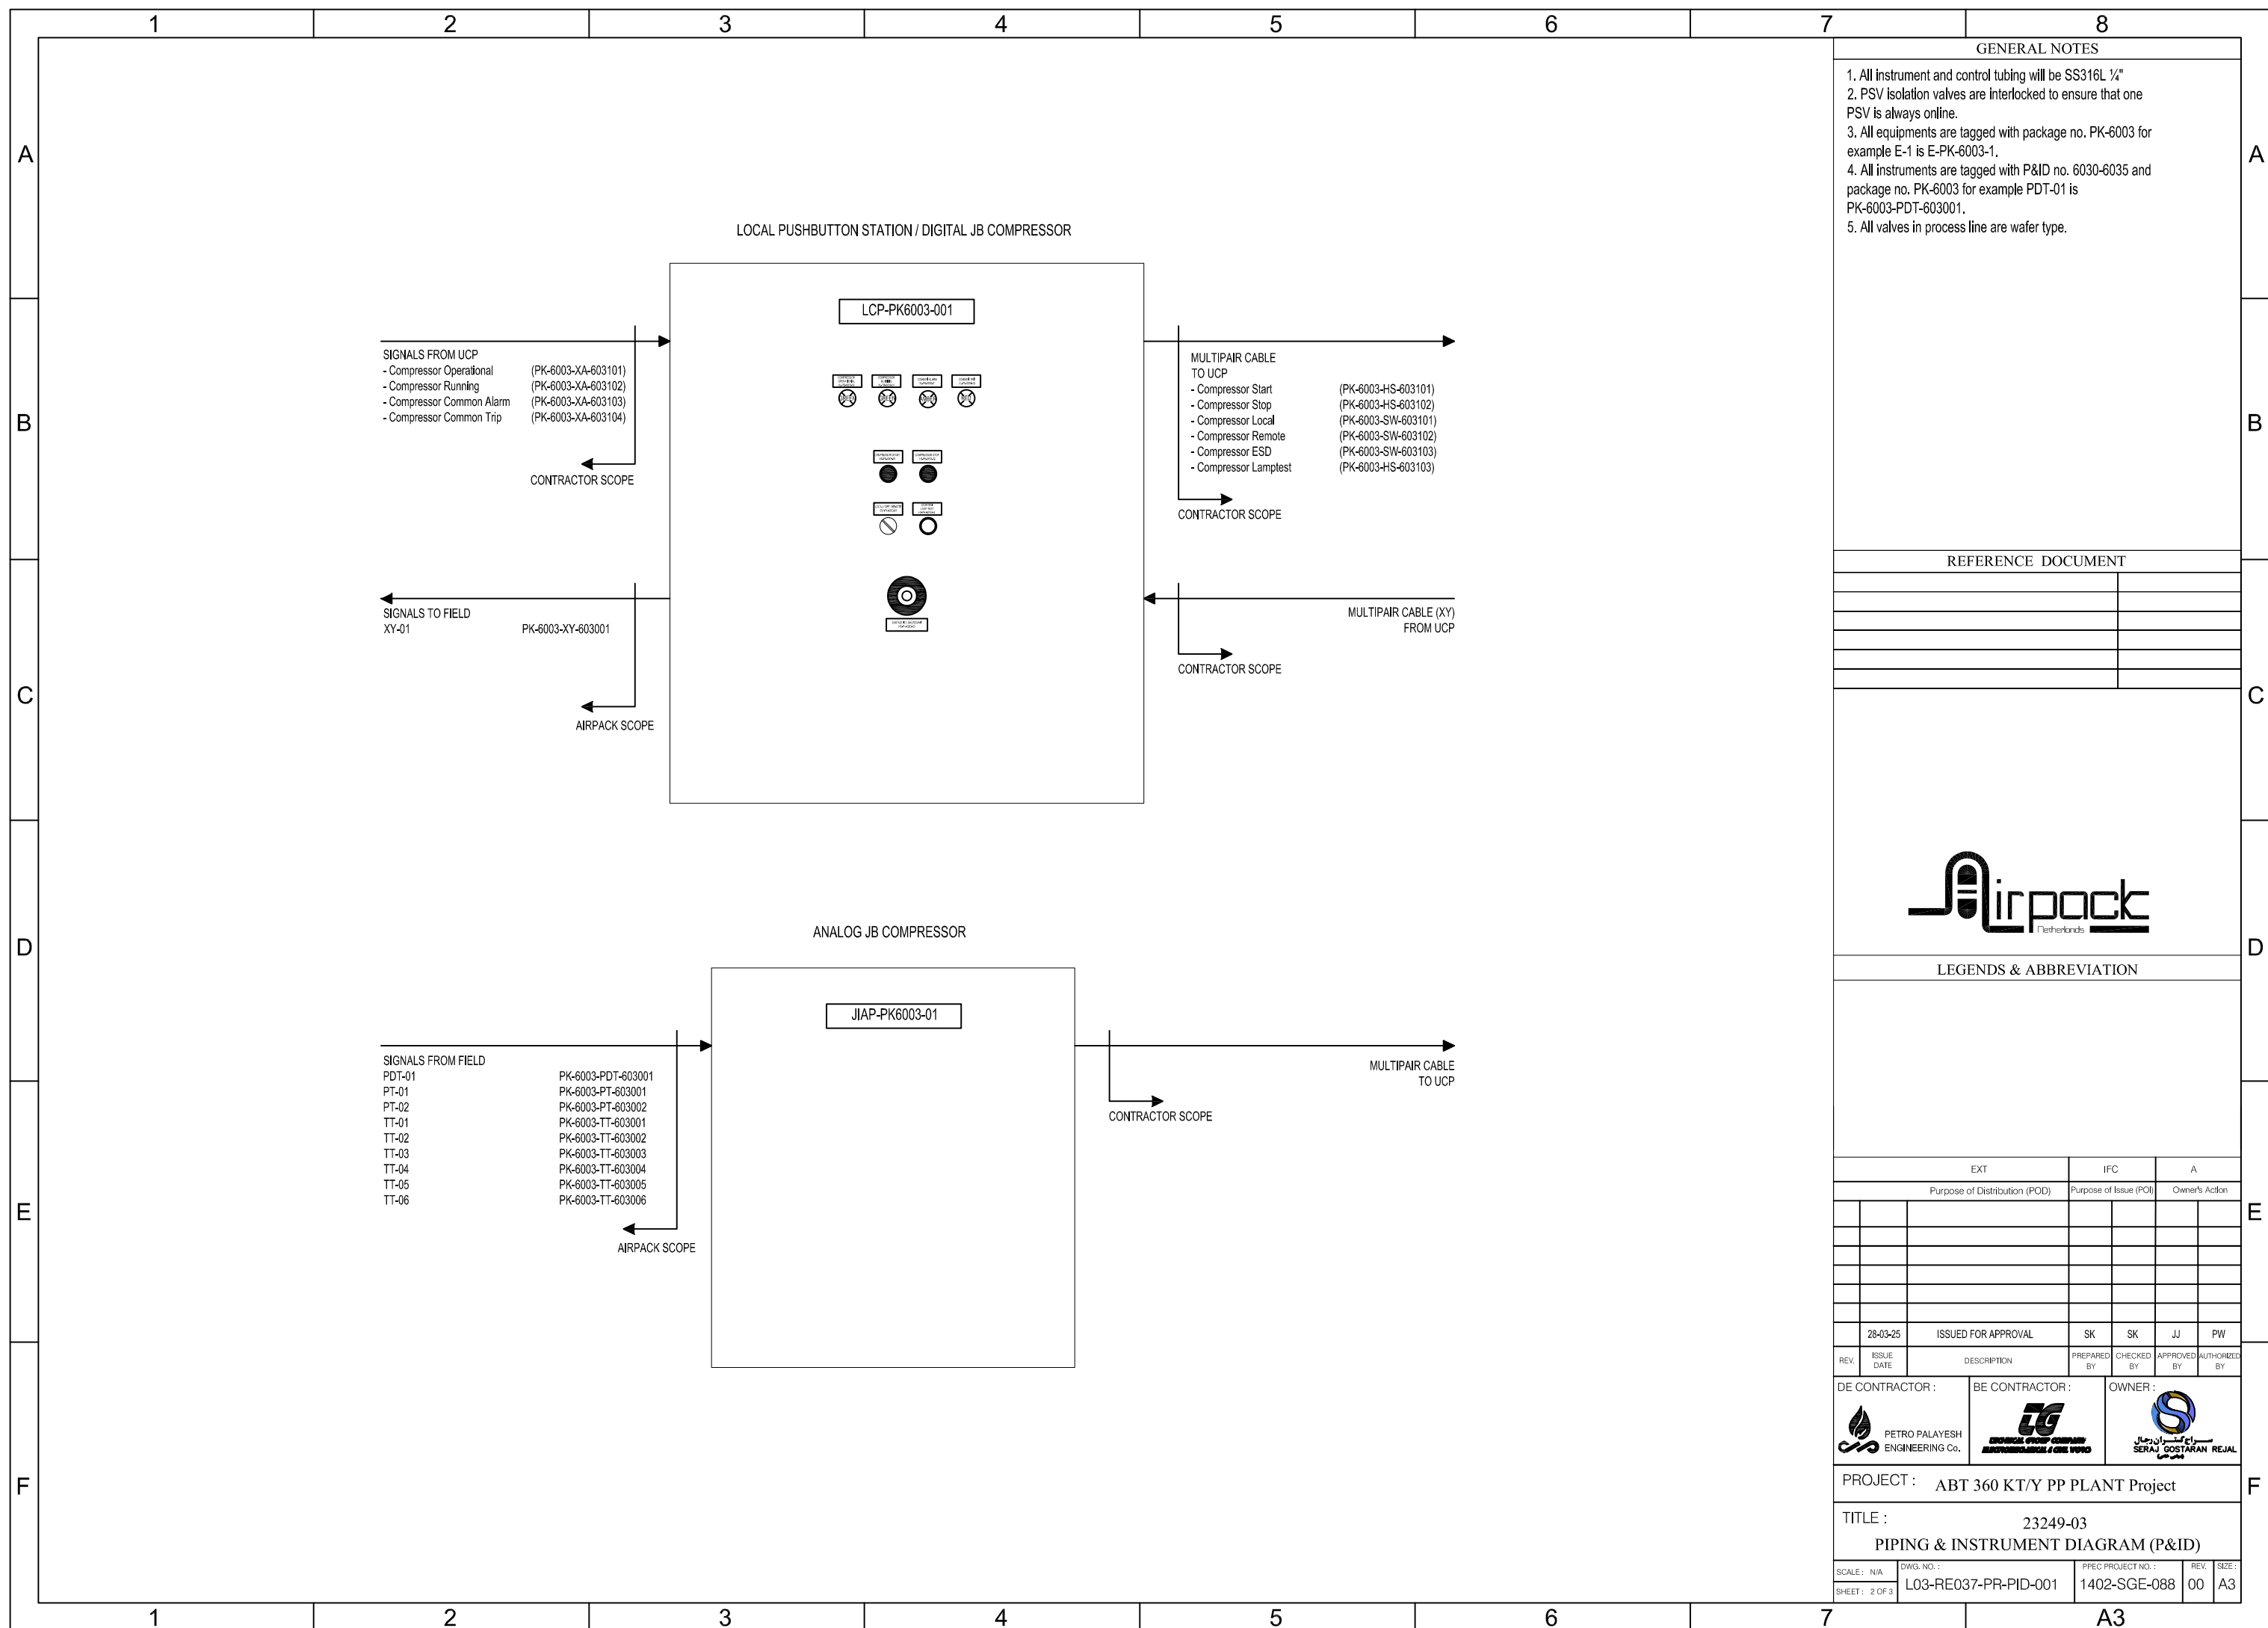 1 2 3 4 5 6 7 8
A
B
C
D
E
F
LOCAL PUSHBUTTON STATION / DIGITAL JB COMPRESSOR
LCP-PK6003-001
SIGNALS FROM UCP
- Compressor Operational (PK-6003-XA-603101)
- Compressor Running (PK-6003-XA-603102)
- Compressor Common Alarm (PK-6003-XA-603103)
- Compressor Common Trip (PK-6003-XA-603104)
CONTRACTOR SCOPE
MULTIPAIR CABLE
TO UCP
- Compressor Start (PK-6003-HS-603101)
- Compressor Stop (PK-6003-HS-603102)
- Compressor Local (PK-6003-SW-603101)
- Compressor Remote (PK-6003-SW-603102)
- Compressor ESD (PK-6003-SW-603103)
- Compressor Lamptest (PK-6003-HS-603103)
CONTRACTOR SCOPE
SIGNALS TO FIELD
XY-01 PK-6003-XY-603001
AIRPACK SCOPE
MULTIPAIR CABLE (XY)
FROM UCP
CONTRACTOR SCOPE
ANALOG JB COMPRESSOR
JIAP-PK6003-01
SIGNALS FROM FIELD
PDT-01 PK-6003-PDT-603001
PT-01 PK-6003-PT-603001
PT-02 PK-6003-PT-603002
TT-01 PK-6003-TT-603001
TT-02 PK-6003-TT-603002
TT-03 PK-6003-TT-603003
TT-04 PK-6003-TT-603004
TT-05 PK-6003-TT-603005
TT-06 PK-6003-TT-603006
AIRPACK SCOPE
MULTIPAIR CABLE
TO UCP
CONTRACTOR SCOPE
GENERAL NOTES
1. All instrument and control tubing will be SS316L ¼"
2. PSV isolation valves are interlocked to ensure that one
PSV is always online.
3. All equipments are tagged with package no. PK-6003 for
example E-1 is E-PK-6003-1.
4. All instruments are tagged with P&ID no. 6030-6035 and
package no. PK-6003 for example PDT-01 is
PK-6003-PDT-603001.
5. All valves in process line are wafer type.
REFERENCE DOCUMENT
Airpack
Netherlands
LEGENDS & ABBREVIATION
EXT IFC A
Purpose of Distribution (POD) Purpose of Issue (POI) Owner's Action
28-03-25 ISSUED FOR APPROVAL SK SK JJ PW
REV. ISSUE DATE DESCRIPTION PREPARED BY CHECKED BY APPROVED BY AUTHORIZED BY
DE CONTRACTOR : BE CONTRACTOR : OWNER :
PETRO PALAYESH
ENGINEERING Co.
TECHNICAL GROUP COMPANY
ELECTROMECHANICAL & CIVIL WORKS
سراج گستران رجال
SERAJ GOSTARAN REJAL
PROJECT : ABT 360 KT/Y PP PLANT Project
TITLE : 23249-03
PIPING & INSTRUMENT DIAGRAM (P&ID)
SCALE : N/A
SHEET : 2 OF 3
DWG. NO. :
L03-RE037-PR-PID-001
PPEC PROJECT NO. :
1402-SGE-088
REV.
00
SIZE :
A3
A
B
C
D
E
F
1 2 3 4 5 6 7 A3